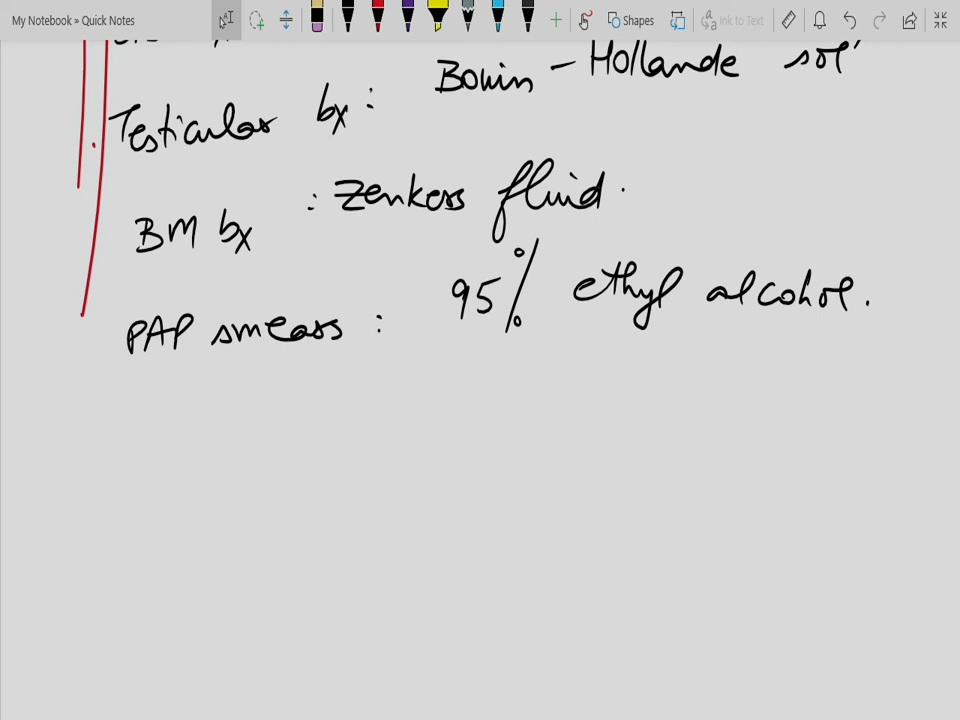 My Notebook » Quick Notes
Shapes
Ink to Text
Bouin - Hollande sol'
Testicular bx :
: Zenkers fluid.
BM bx
95% ethyl alcohol.
PAP smears :